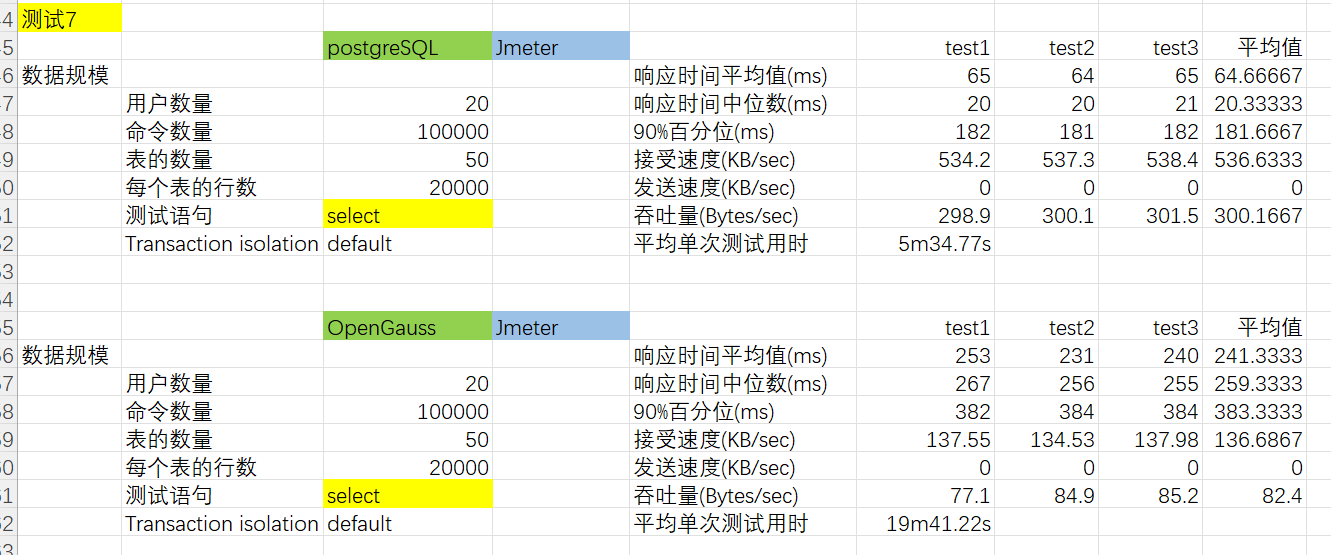 4 测试7
5 postgreSQL Jmeter test1 test2 test3 平均值
6 数据规模 响应时间平均值(ms) 65 64 65 64.66667
7 用户数量 20 响应时间中位数(ms) 20 20 21 20.33333
8 命令数量 100000 90%百分位(ms) 182 181 182 181.6667
9 表的数量 50 接受速度(KB/sec) 534.2 537.3 538.4 536.6333
0 每个表的行数 20000 发送速度(KB/sec) 0 0 0 0
1 测试语句 select 吞吐量(Bytes/sec) 298.9 300.1 301.5 300.1667
2 Transaction isolation default 平均单次测试用时 5m34.77s
3
4
5 OpenGauss Jmeter test1 test2 test3 平均值
6 数据规模 响应时间平均值(ms) 253 231 240 241.3333
7 用户数量 20 响应时间中位数(ms) 267 256 255 259.3333
8 命令数量 100000 90%百分位(ms) 382 384 384 383.3333
9 表的数量 50 接受速度(KB/sec) 137.55 134.53 137.98 136.6867
0 每个表的行数 20000 发送速度(KB/sec) 0 0 0 0
1 测试语句 select 吞吐量(Bytes/sec) 77.1 84.9 85.2 82.4
2 Transaction isolation default 平均单次测试用时 19m41.22s
3